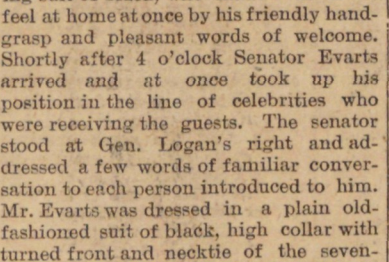 feel at home at once by his friendly hand-
grasp and pleasant words of welcome.
Shortly after 4 o'clock Senator Evarts
arrived and at once took up his
position in the line of celebrities who
were receiving the guests. The senator
stood at Gen. Logan's right and ad-
dressed a few words of familiar conver-
sation to each person introduced to him.
Mr. Evarts was dressed in a plain old-
fashioned suit of black, high collar with
turned front and necktie of the seven-